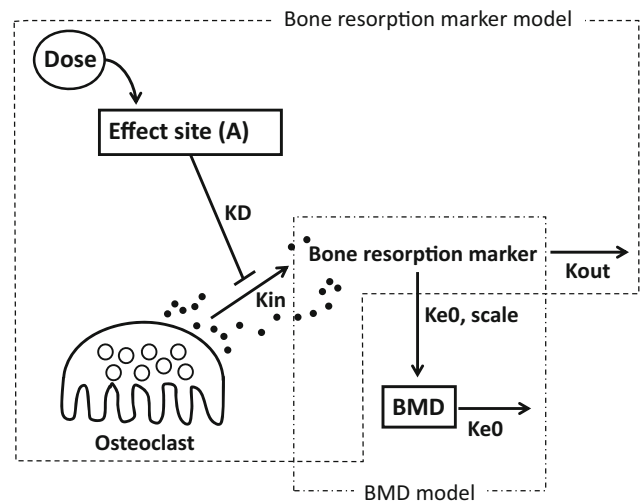 Bone resorption marker model
Dose
Effect site (A)
KD
Bone resorption marker
Kin
Kout
Ke0, scale
BMD
Ke0
Osteoclast
BMD model